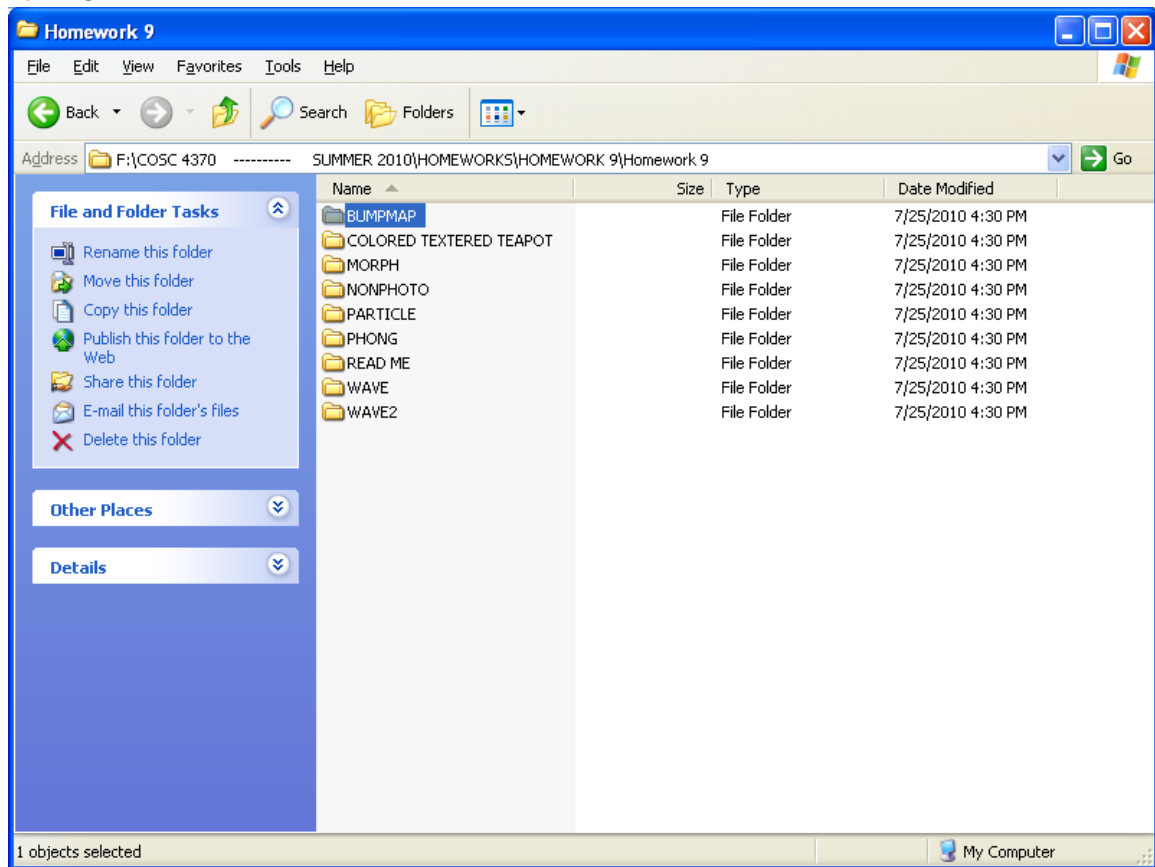 Homework 9
File Edit View Favorites Tools Help
Back Search Folders
Address F:\COSC 4370 ---------- SUMMER 2010\HOMEWORKS\HOMEWORK 9\Homework 9 Go
Name Size Type Date Modified
File and Folder Tasks
Rename this folder
Move this folder
Copy this folder
Publish this folder to the
Web
Share this folder
E-mail this folder's files
Delete this folder
Other Places
Details
BUMPMAP File Folder 7/25/2010 4:30 PM
COLORED TEXTERED TEAPOT File Folder 7/25/2010 4:30 PM
MORPH File Folder 7/25/2010 4:30 PM
NONPHOTO File Folder 7/25/2010 4:30 PM
PARTICLE File Folder 7/25/2010 4:30 PM
PHONG File Folder 7/25/2010 4:30 PM
READ ME File Folder 7/25/2010 4:30 PM
WAVE File Folder 7/25/2010 4:30 PM
WAVE2 File Folder 7/25/2010 4:30 PM
1 objects selected My Computer